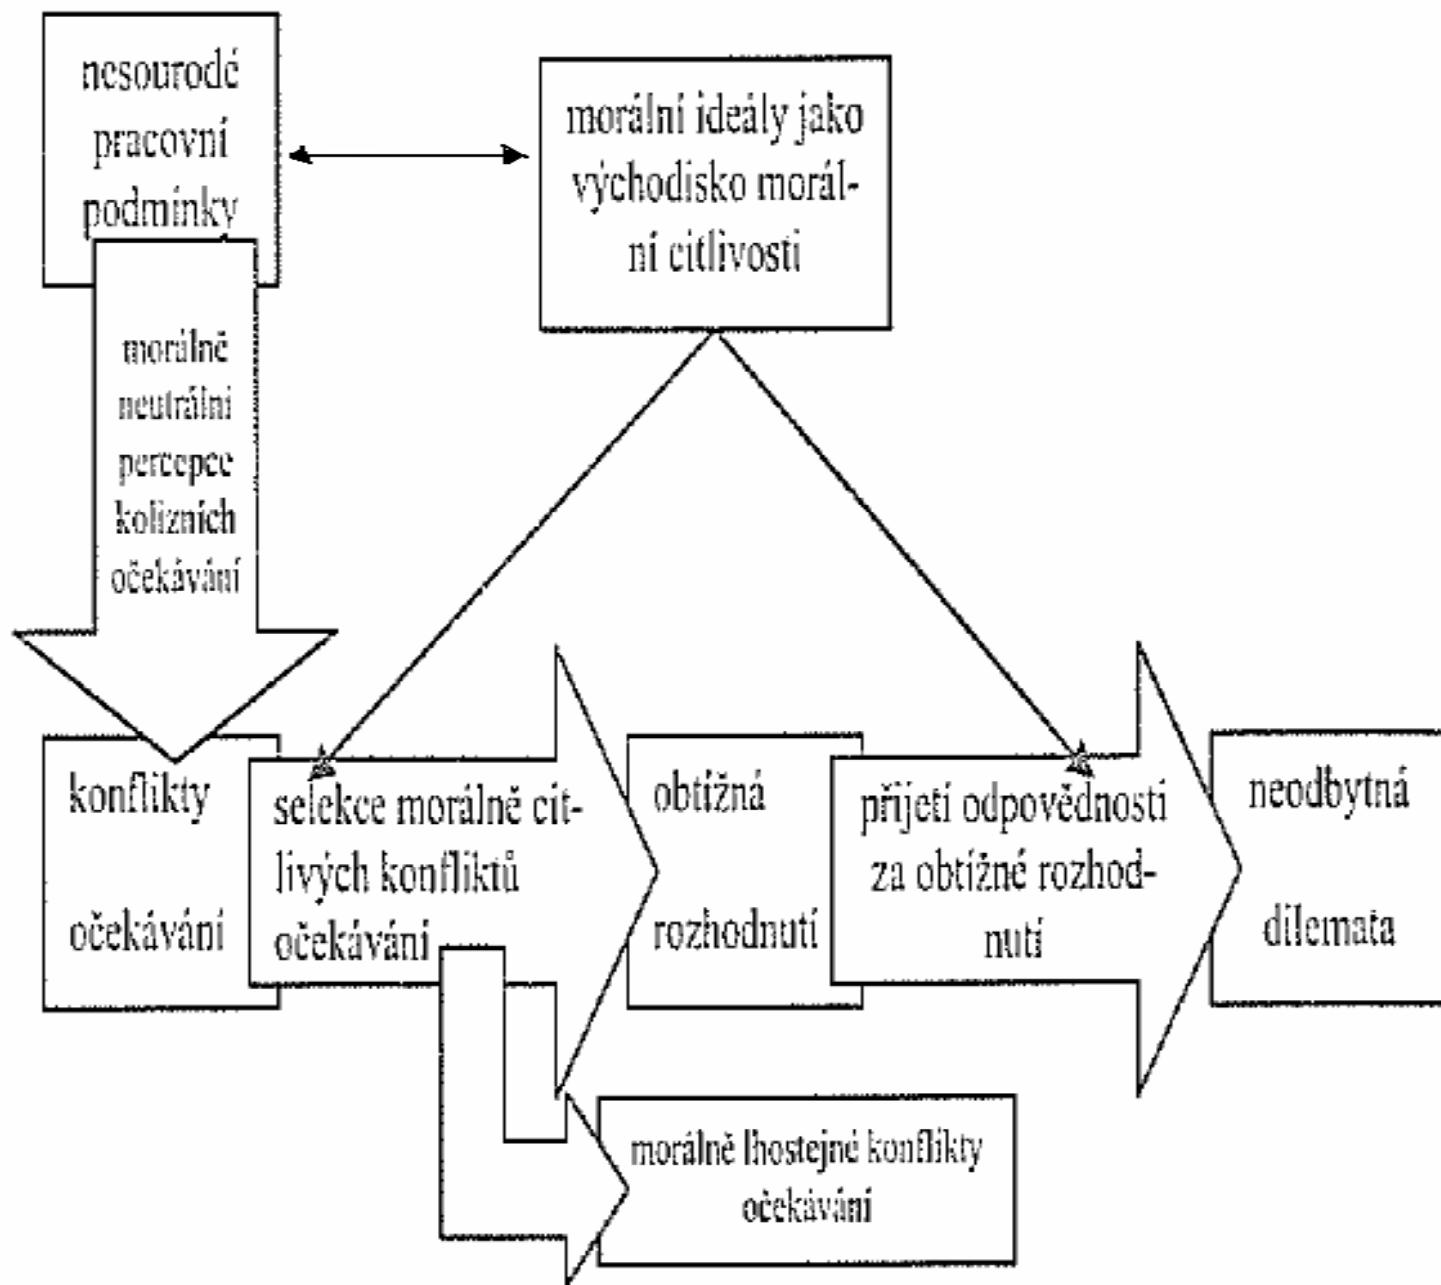 nesourodé
pracovní
podmínky
morální ideály jako
východisko morál-
ní citlivosti
morálně
neutrální
percepce
kolizních
očekávání
konflikty
očekávání
selekce morálně cit-
livých konfliktů
očekávání
obtížná
rozhodnutí
přijetí odpovědnosti
za obtížné rozhod-
nutí
neodbytná
dilemata
morálně lhostejné konflikty
očekávání